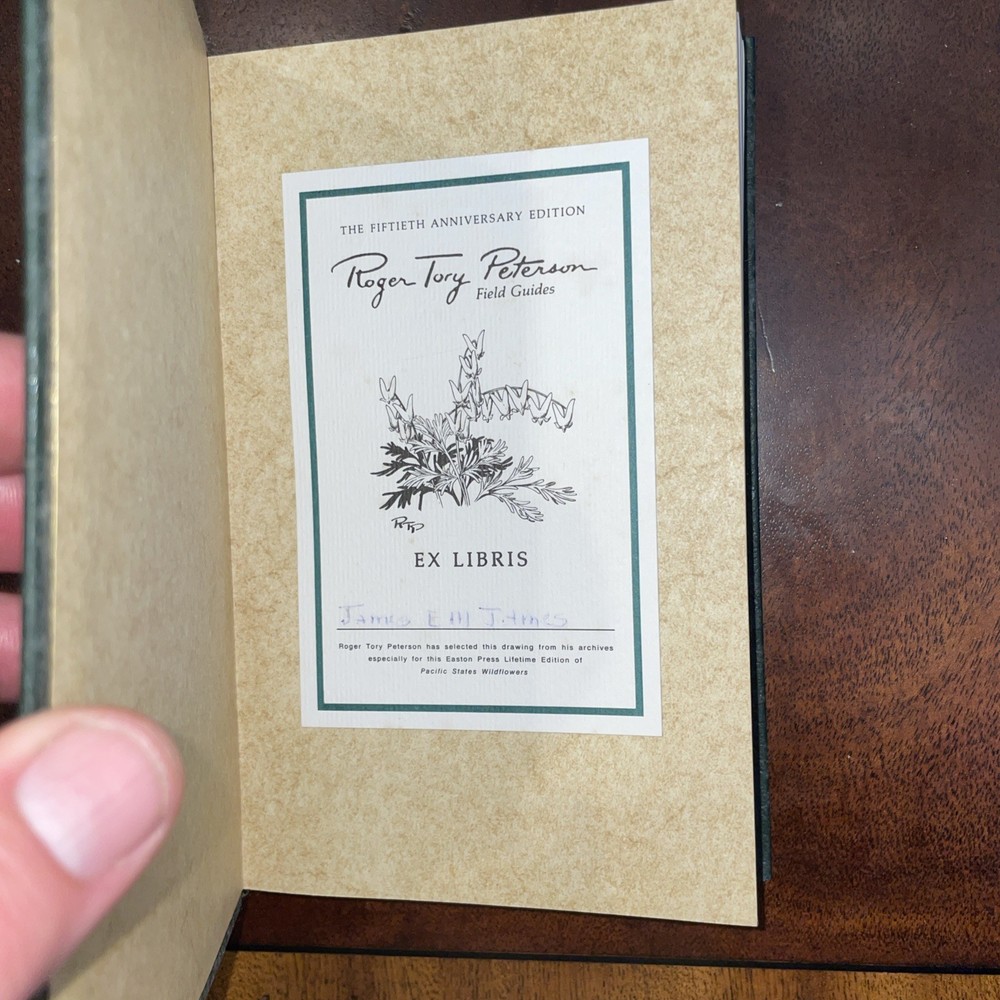 THE FIFTIETH ANNIVERSARY EDITION
Roger Tory Peterson
Field Guides
RTP
EX LIBRIS
James E
Roger Tory Peterson has selected this drawing from his archives
especially for this Easton Press Lifetime Edition of
Pacific States Wildflowers